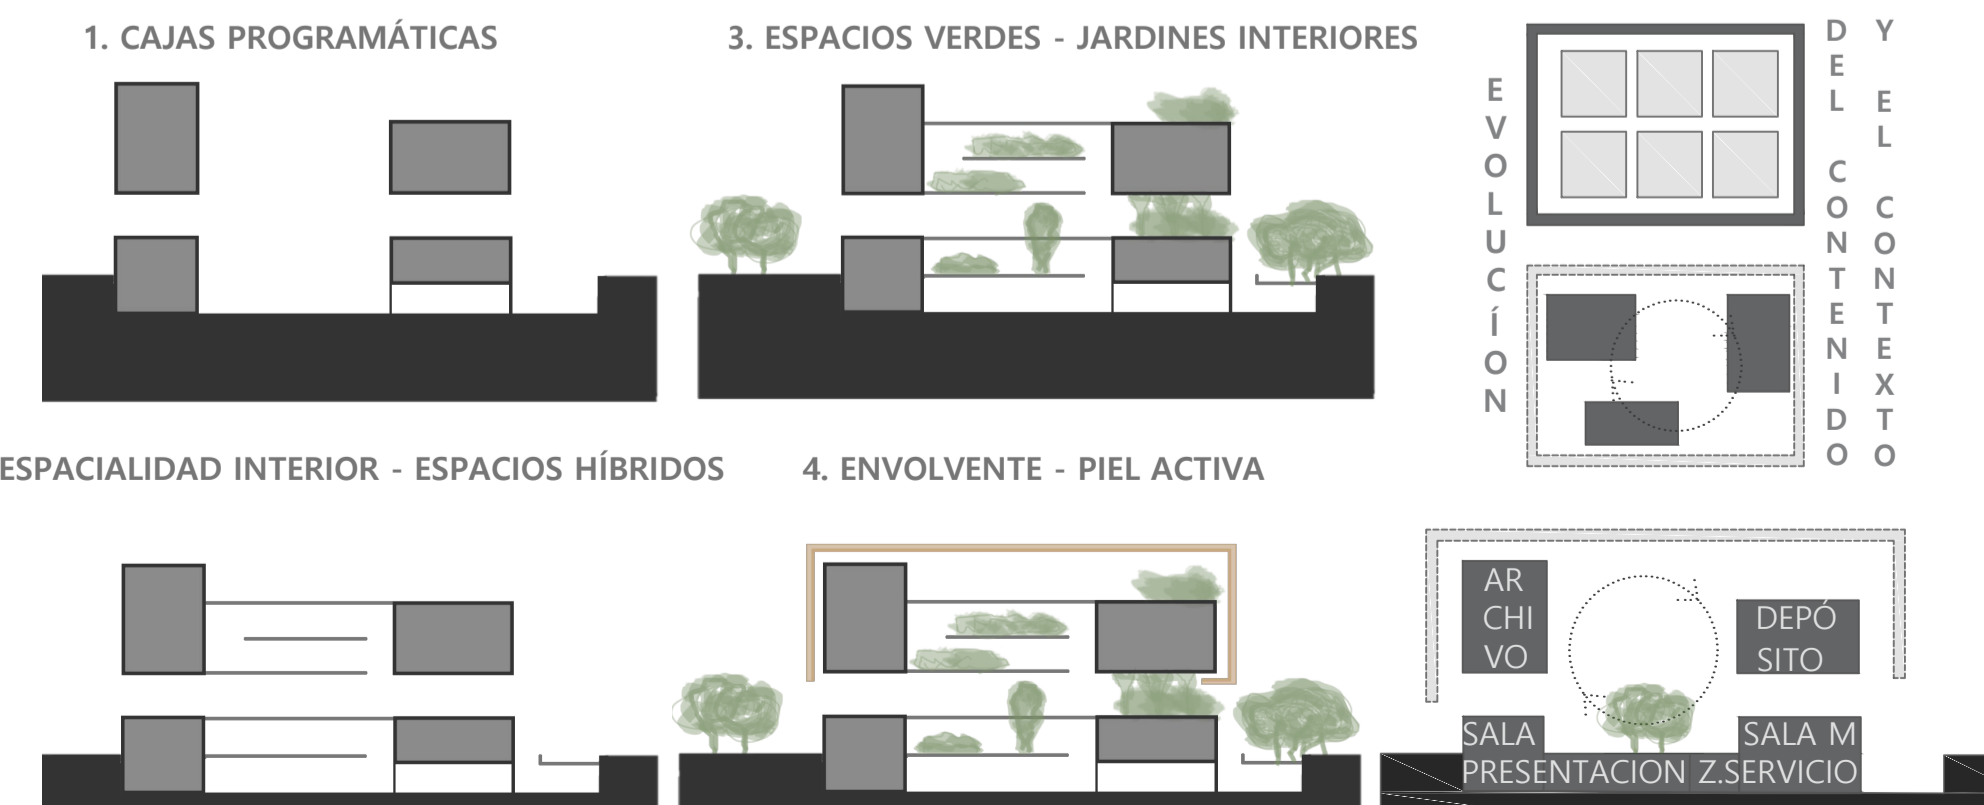 1. CAJAS PROGRAMÁTICAS
3. ESPACIOS VERDES - JARDINES INTERIORES
ESPACIALIDAD INTERIOR - ESPACIOS HÍBRIDOS
4. ENVOLVENTE - PIEL ACTIVA
EVOLUCÍON
DEL CONTENIDO
Y EL CONTEXTO
AR
CHI
VO
DEPÓ
SITO
SALA
SALA M
PRESENTACION
Z.SERVICIO